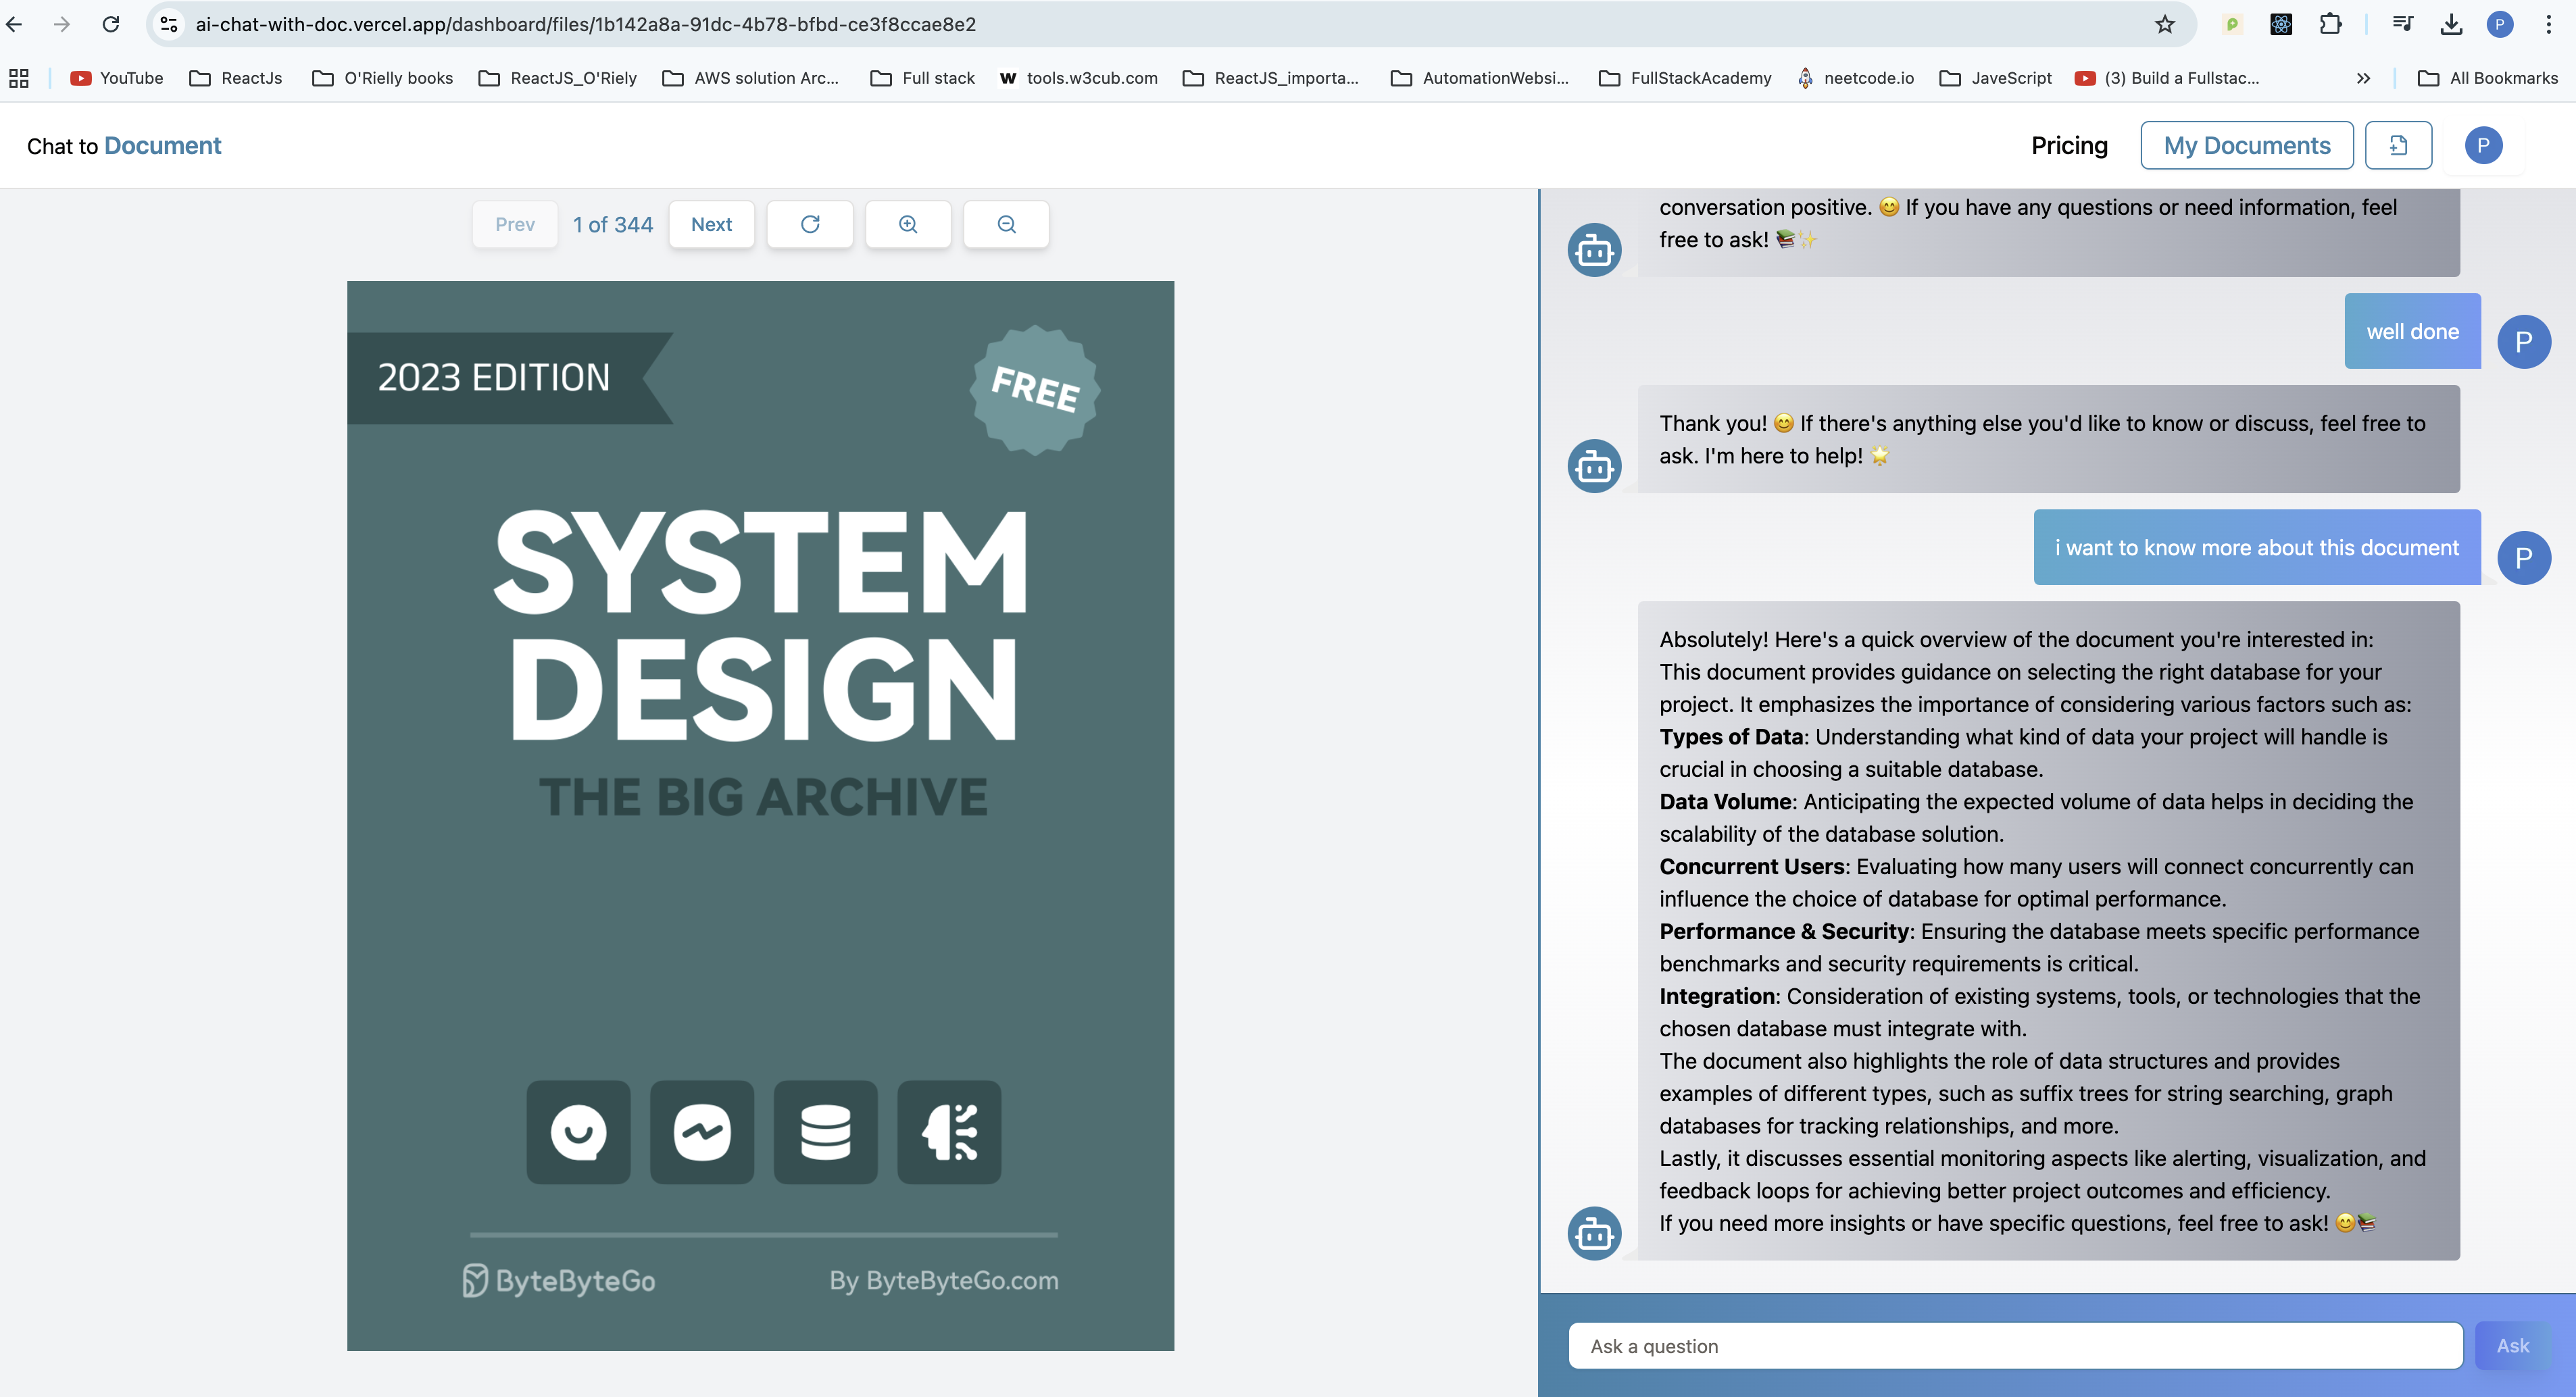 ai-chat-with-doc.vercel.app/dashboard/files/1b142a8a-91dc-4b78-bfbd-ce3f8ccae8e2
P
YouTube
ReactJs
O'Rielly books
ReactJS_O'Riely
AWS solution Arc...
Full stack
W tools.w3cub.com
ReactJS_importa...
AutomationWebsi...
FullStackAcademy
neetcode.io
JaveScript
(3) Build a Fullstac...
All Bookmarks
Chat to Document
Pricing
My Documents
P
Prev
1 of 344
Next
2023 EDITION
FREE
SYSTEM
DESIGN
THE BIG ARCHIVE
ByteByteGo
By ByteByteGo.com
conversation positive. 😊 If you have any questions or need information, feel
free to ask! 📚✨
well done
P
Thank you! 😊 If there's anything else you'd like to know or discuss, feel free to
ask. I'm here to help! 🌟
i want to know more about this document
P
Absolutely! Here's a quick overview of the document you're interested in:
This document provides guidance on selecting the right database for your
project. It emphasizes the importance of considering various factors such as:
Types of Data: Understanding what kind of data your project will handle is
crucial in choosing a suitable database.
Data Volume: Anticipating the expected volume of data helps in deciding the
scalability of the database solution.
Concurrent Users: Evaluating how many users will connect concurrently can
influence the choice of database for optimal performance.
Performance & Security: Ensuring the database meets specific performance
benchmarks and security requirements is critical.
Integration: Consideration of existing systems, tools, or technologies that the
chosen database must integrate with.
The document also highlights the role of data structures and provides
examples of different types, such as suffix trees for string searching, graph
databases for tracking relationships, and more.
Lastly, it discusses essential monitoring aspects like alerting, visualization, and
feedback loops for achieving better project outcomes and efficiency.
If you need more insights or have specific questions, feel free to ask! 😊📚
Ask a question
Ask